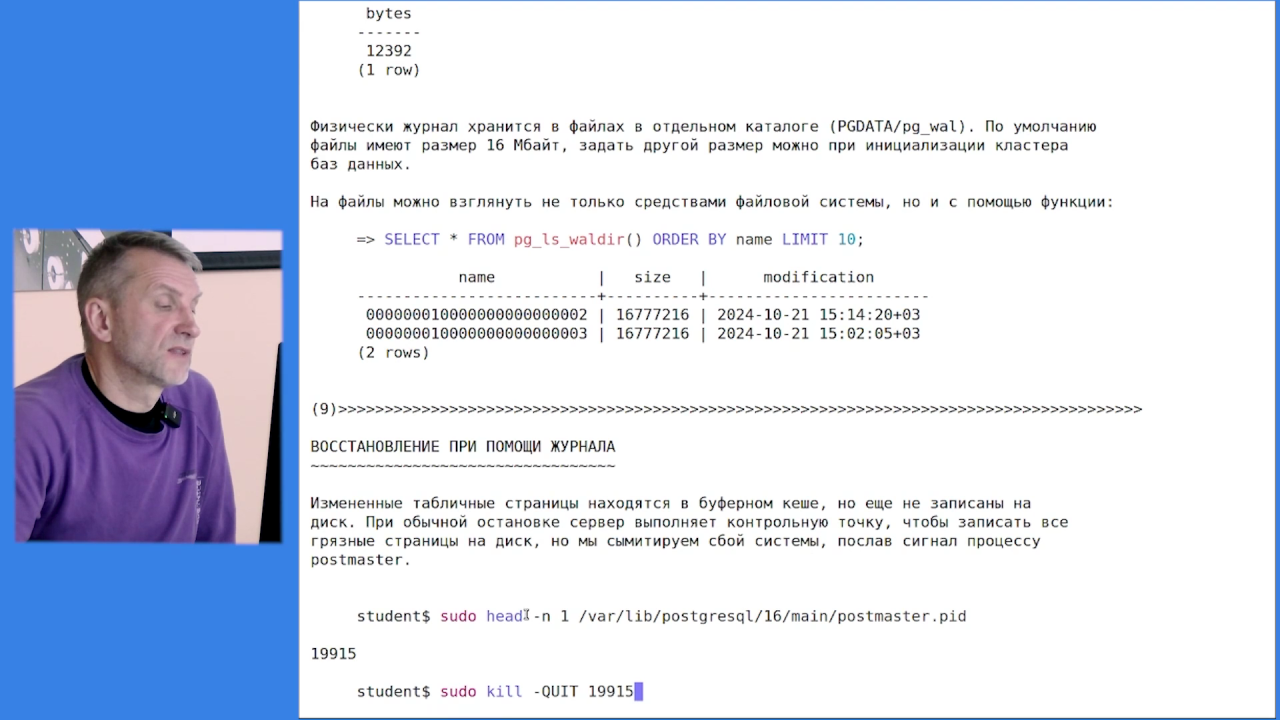 bytes
-------
12392
(1 row)
Физически журнал хранится в файлах в отдельном каталоге (PGDATA/pg_wal). По умолчанию
файлы имеют размер 16 Мбайт, задать другой размер можно при инициализации кластера
баз данных.
На файлы можно взглянуть не только средствами файловой системы, но и с помощью функции:
=> SELECT * FROM pg_ls_waldir() ORDER BY name LIMIT 10;
name | size | modification
--------------------------+----------+------------------------
000000010000000000000002 | 16777216 | 2024-10-21 15:14:20+03
000000010000000000000003 | 16777216 | 2024-10-21 15:02:05+03
(2 rows)
(9)>>>>>>>>>>>>>>>>>>>>>>>>>>>>>>>>>>>>>>>>>>>>>>>>>>>>>>>>>>>>>>>>>>>>>>>>>>>>>>>>>>>>>>>
ВОССТАНОВЛЕНИЕ ПРИ ПОМОЩИ ЖУРНАЛА
~~~~~~~~~~~~~~~~~~~~~~~~~~~~~~~~~
Измененные табличные страницы находятся в буферном кеше, но еще не записаны на
диск. При обычной остановке сервер выполняет контрольную точку, чтобы записать все
грязные страницы на диск, но мы сымитируем сбой системы, послав сигнал процессу
postmaster.
student$ sudo head -n 1 /var/lib/postgresql/16/main/postmaster.pid
19915
student$ sudo kill -QUIT 19915